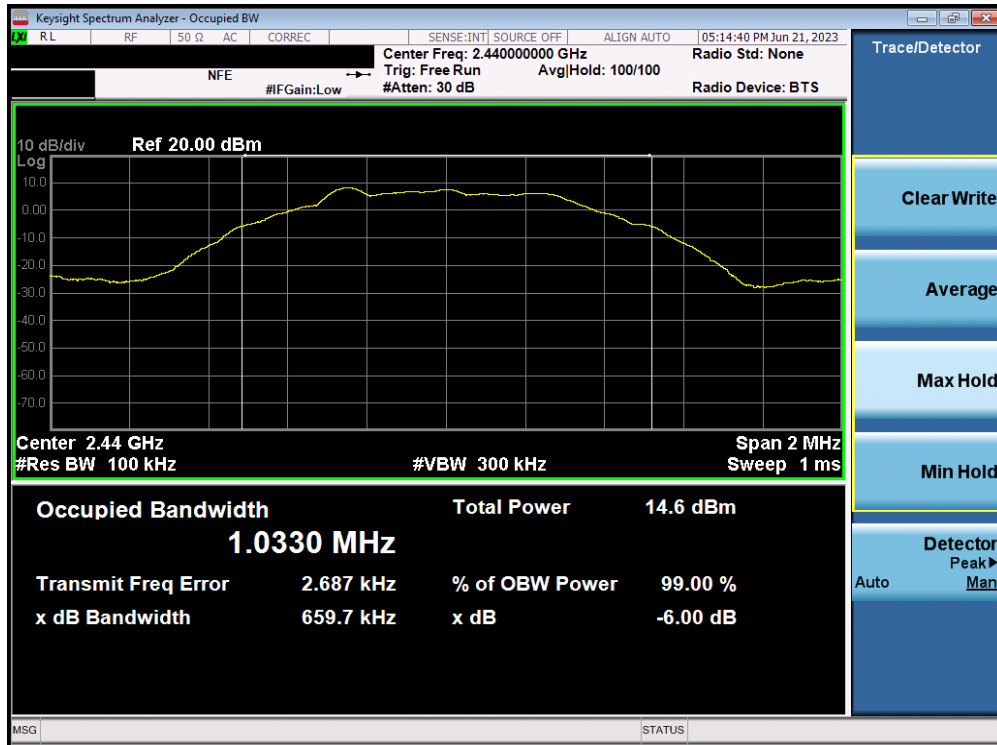 Keysight Spectrum Analyzer - Occupied BW
LXI RL RF 50 Ω AC CORREC SENSE:INT SOURCE OFF ALIGN AUTO 05:14:40 PM Jun 21, 2023
Center Freq: 2.440000000 GHz Radio Std: None
NFE Trig: Free Run Avg|Hold: 100/100
#IFGain:Low #Atten: 30 dB Radio Device: BTS
10 dB/div Ref 20.00 dBm
Log
10.0
0.00
-10.0
-20.0
-30.0
-40.0
-50.0
-60.0
-70.0
Center 2.44 GHz Span 2 MHz
#Res BW 100 kHz #VBW 300 kHz Sweep 1 ms
Occupied Bandwidth Total Power 14.6 dBm
1.0330 MHz
Transmit Freq Error 2.687 kHz % of OBW Power 99.00 %
x dB Bandwidth 659.7 kHz x dB -6.00 dB
MSG STATUS
Trace/Detector
Clear Write
Average
Max Hold
Min Hold
Detector
Peak▶
Auto Man